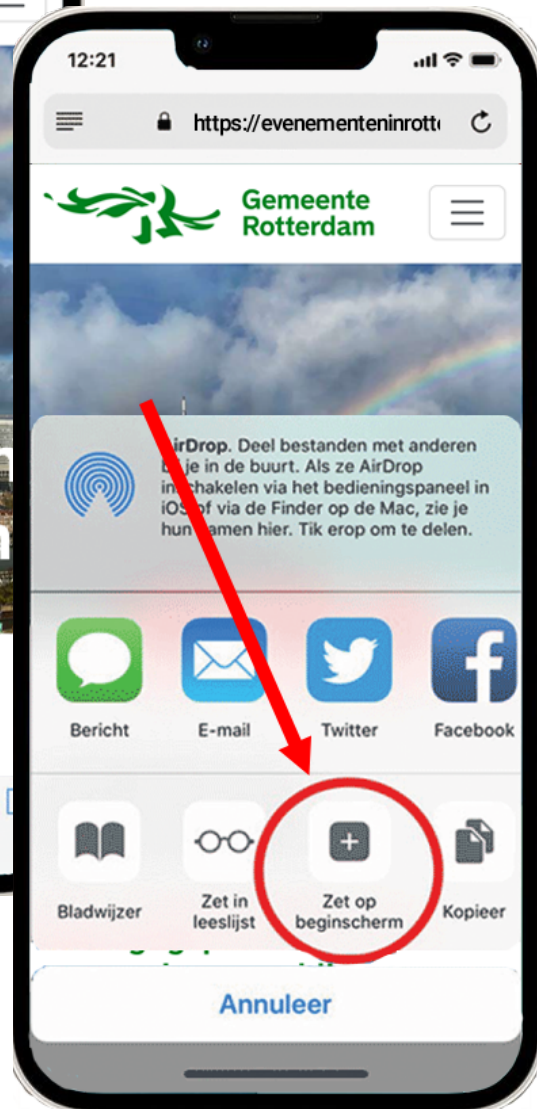 12:21
https://evenementeninrott
Gemeente
Rotterdam
AirDrop. Deel bestanden met anderen
je in de buurt. Als ze AirDrop
inschakelen via het bedieningspaneel in
iOS of via de Finder op de Mac, zie je
hun namen hier. Tik erop om te delen.
Bericht
E-mail
Twitter
Facebook
Bladwijzer
Zet in
leeslijst
Zet op
beginscherm
Kopieer
Annuleer